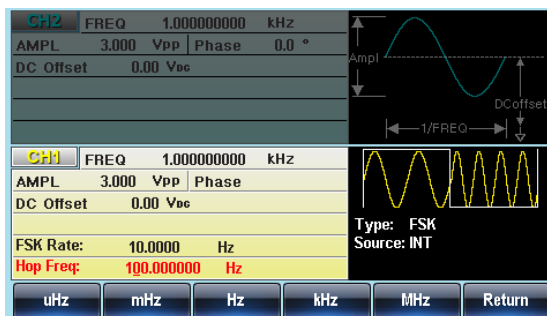 CH2 FREQ 1.000000000 kHz
AMPL 3.000 Vpp Phase 0.0 °
DC Offset 0.00 VDC
Ampl
DCoffset
1/FREQ
CH1 FREQ 1.000000000 kHz
AMPL 3.000 Vpp Phase
DC Offset 0.00 VDC
FSK Rate: 10.0000 Hz
Hop Freq: 100.000000 Hz
Type: FSK
Source: INT
uHz mHz Hz kHz MHz Return